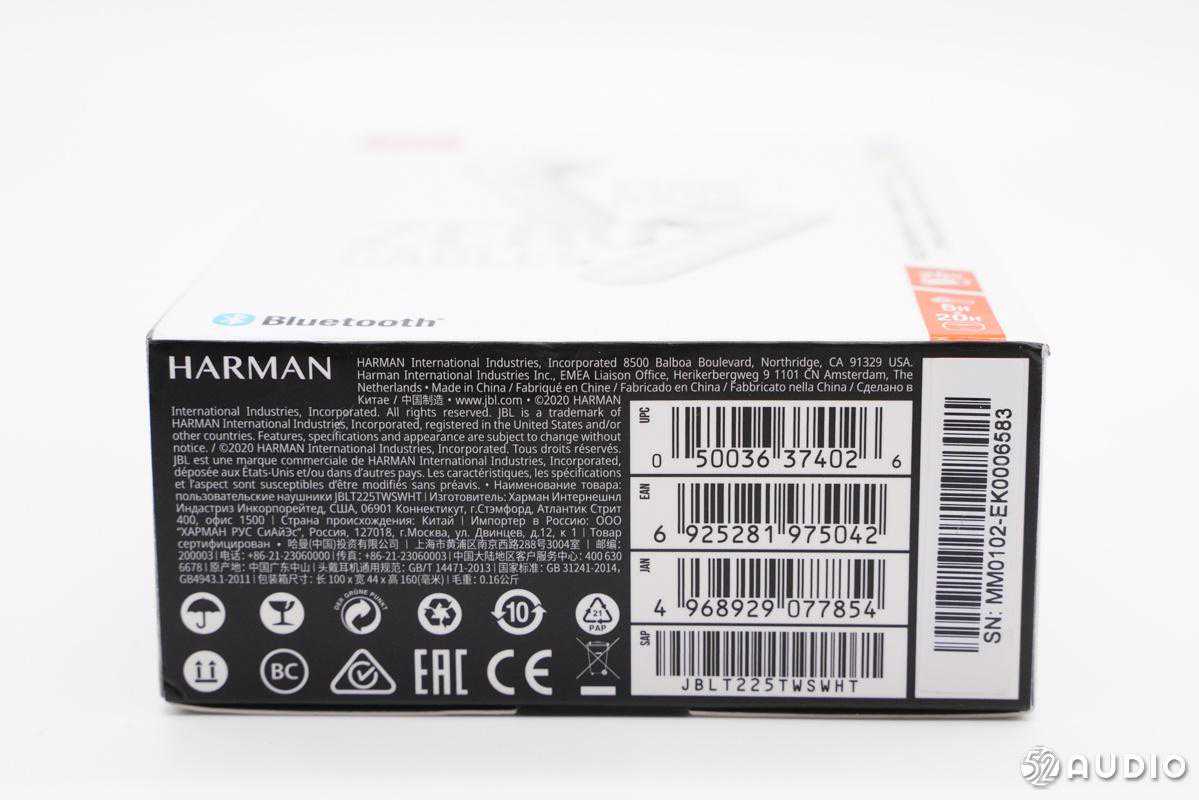 Bluetooth
5H
20H
HARMAN
HARMAN International Industries, Incorporated 8500 Balboa Boulevard, Northridge, CA 91329 USA.
Harman International Industries Inc., EMEA Liaison Office, Herikerbergweg 9 1101 CN Amsterdam, The
Netherlands • Made in China / Fabriqué en Chine / Fabricado en China / Fabbricato nella China / Сделано в
Китае / 中国制造 • www.jbl.com • ©2020 HARMAN
International Industries, Incorporated. All rights reserved. JBL is a trademark of
HARMAN International Industries, Incorporated, registered in the United States and/or
other countries. Features, specifications and appearance are subject to change without
notice. / ©2020 HARMAN International Industries, Incorporated. Tous droits réservés.
JBL est une marque commerciale de HARMAN International Industries, Incorporated,
déposée aux États-Unis et/ou dans d'autres pays. Les caractéristiques, les spécifications
et l'aspect sont susceptibles d'être modifiés sans préavis. • Наименование товара:
пользовательские наушники JBLT225TWSWHT | Изготовитель: Харман Интернешнл
Индастриз Инкорпорейтед, США, 06901 Коннектикут, г.Стэмфорд, Атлантик Стрит
400, офис 1500 | Страна происхождения: Китай | Импортер в Россию: ООО
"ХАРМАН РУС СиАйЭс", Россия, 127018, г.Москва, ул. Двинцев, д.12, к 1 | Товар
сертифицирован • 哈曼(中国)投资有限公司 | 上海市黄浦区南京西路288号3004室 | 邮编:
200003 | 电话: +86-21-23060000 | 传真: +86-21-23060003 | 中国大陆地区客户服务中心: 400 630
6678 | 原产地: 中国广东中山 | 头戴耳机通用规范: GB/T 14471-2013 | 国家标准: GB 31241-2014,
GB4943.1-2011 | 包装箱尺寸: 长 100 x 宽 44 x 高 160(毫米) | 毛重: 0.16公斤
DER GRÜNE PUNKT
10
21
PAP
BC
EAC
CE
UPC
0 50036 37402 6
EAN
6 925281 975042
JAN
4 968929 077854
SAP
JBLT225TWSWHT
SN: MM0102-EK0006583
52AUDIO